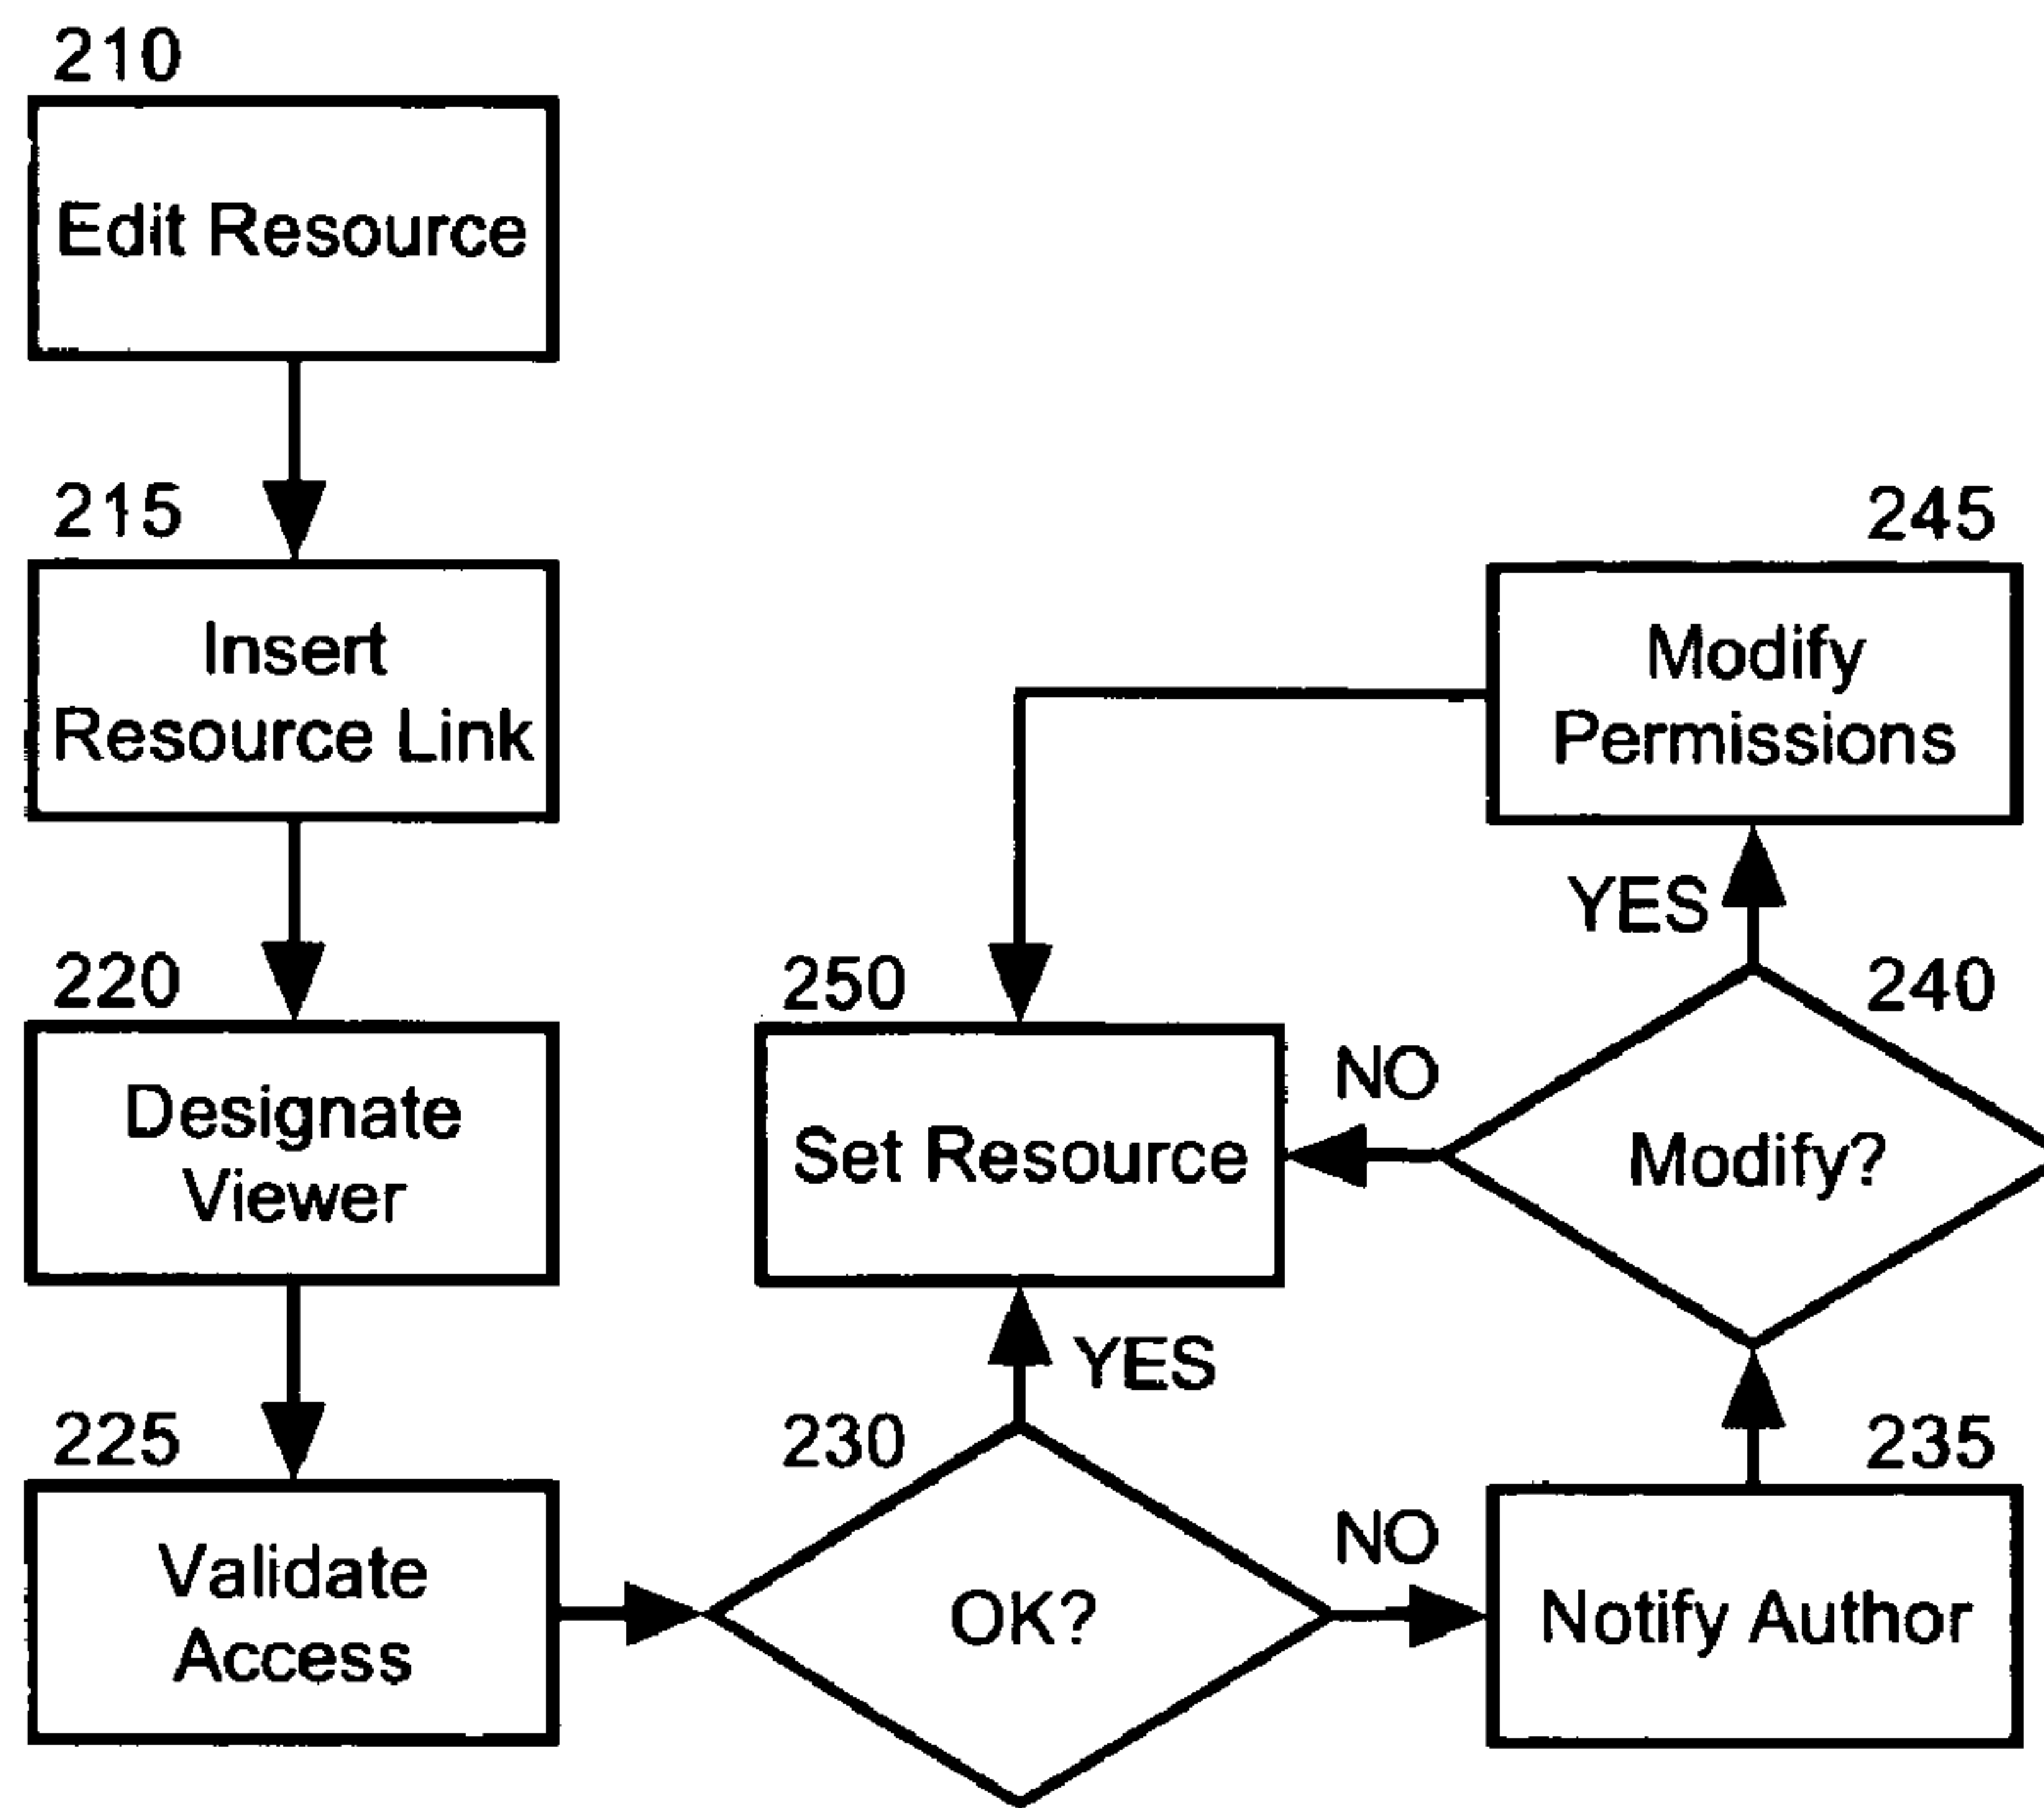 210
Edit Resource
215
Insert
Resource Link
220
Designate
Viewer
225
Validate
Access
230
OK?
YES
NO
250
Set Resource
235
Notify Author
240
Modify?
NO
YES
245
Modify
Permissions